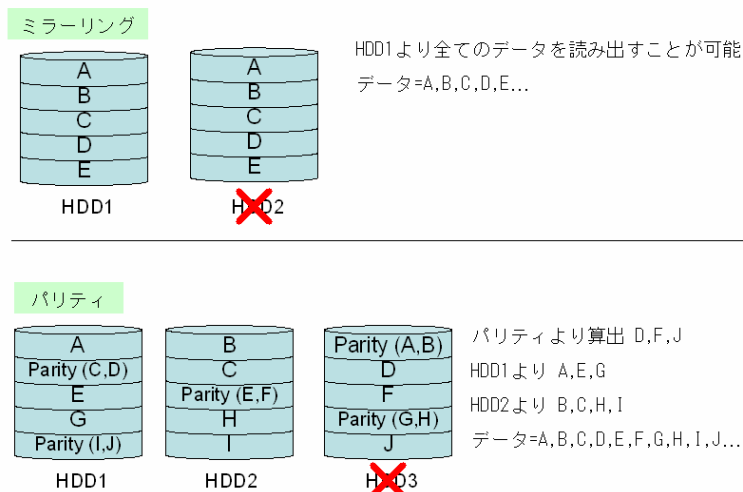 ミラーリング
HDD1より全てのデータを読み出すことが可能
データ=A,B,C,D,E...
A
B
C
D
E
HDD1
A
B
C
D
E
HDD2
パリティ
A
Parity (C,D)
E
G
Parity (I,J)
HDD1
B
C
Parity (E,F)
H
I
HDD2
Parity (A,B)
D
F
Parity (G,H)
J
HDD3
パリティより算出 D,F,J
HDD1より A,E,G
HDD2より B,C,H,I
データ=A,B,C,D,E,F,G,H,I,J...